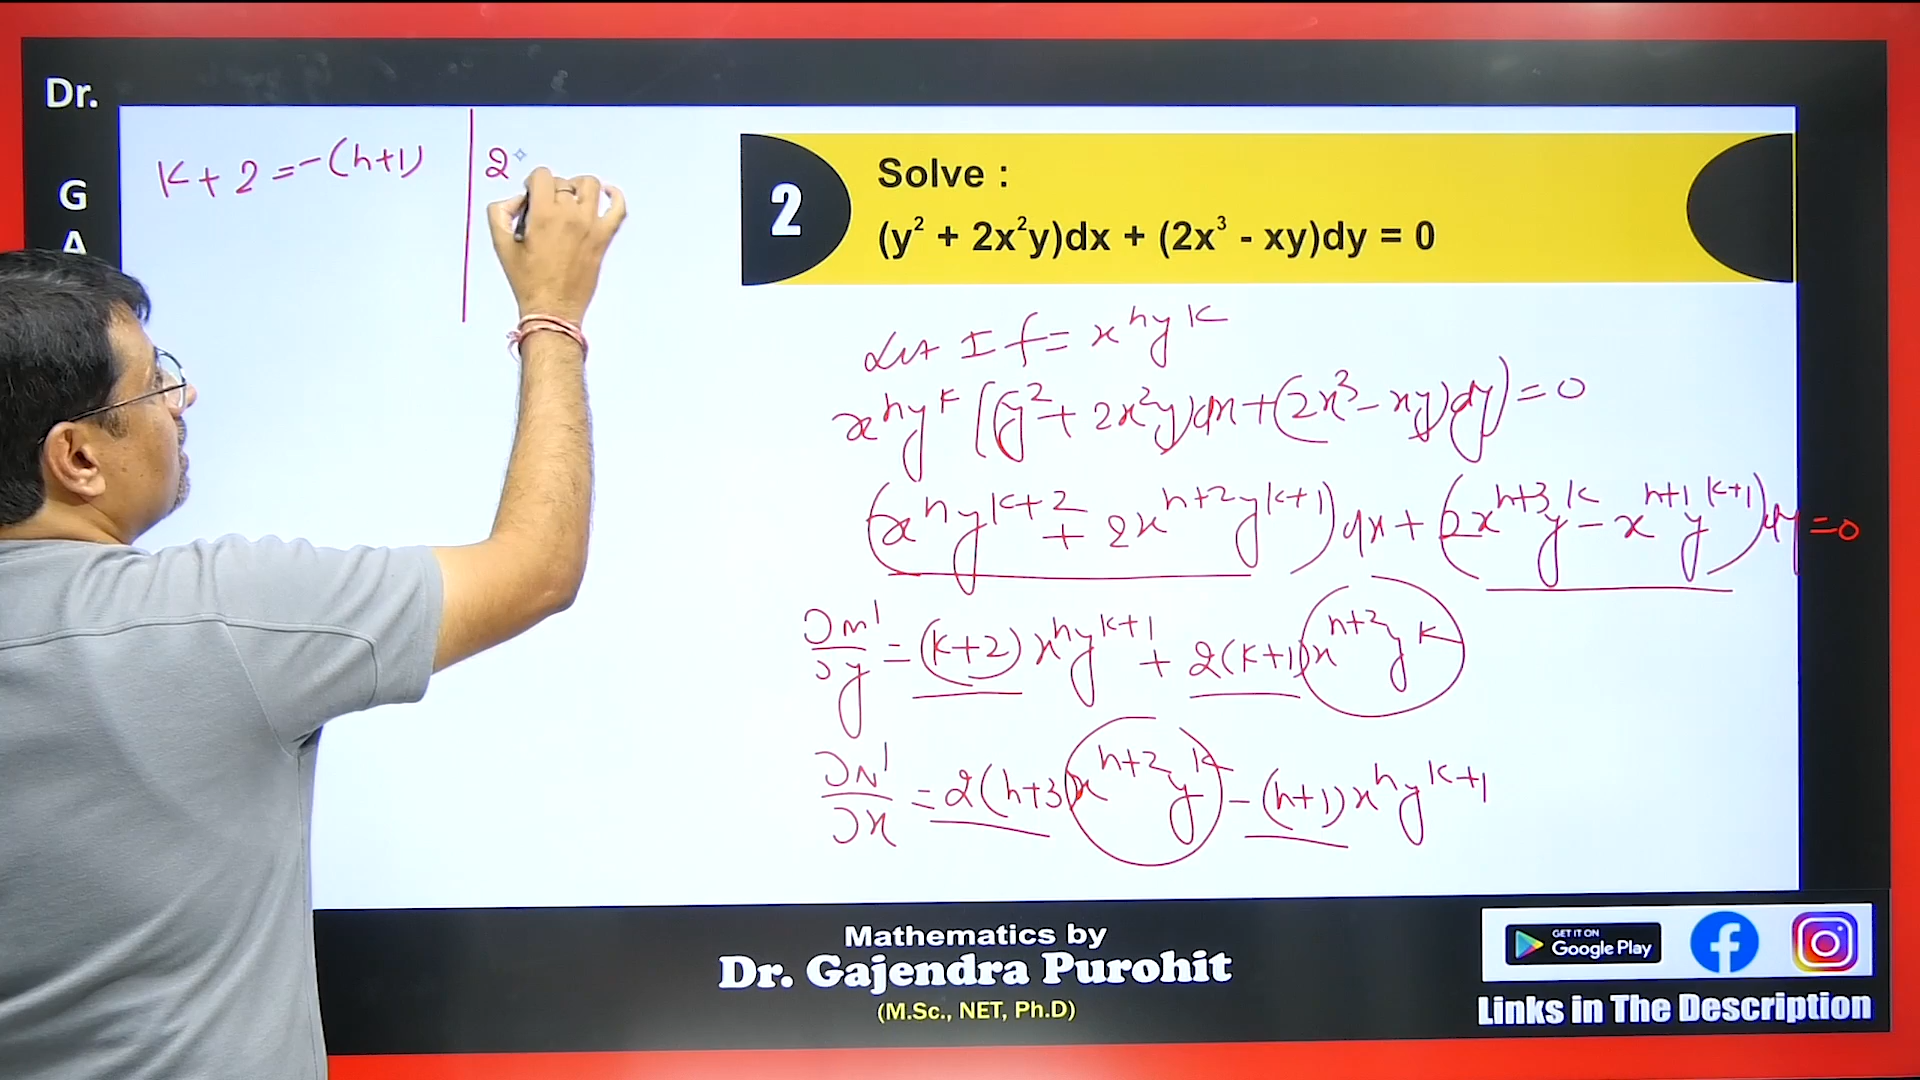 Dr.
G
A
K + 2 = -(h+1)
2
2
Solve :
(y² + 2x²y)dx + (2x³ - xy)dy = 0
Let I f = x^h y^k
x^h y^k [(y² + 2x²y)dx + (2x³ - xy)dy] = 0
(x^h y^{k+2} + 2x^{h+2} y^{k+1})dx + (2x^{h+3} y^k - x^{h+1} y^{k+1})dy = 0
∂M'/∂y = (k+2) x^h y^{k+1} + 2(k+1) x^{h+2} y^k
∂N'/∂x = 2(h+3) x^{h+2} y^k - (h+1) x^h y^{k+1}
Mathematics by
Dr. Gajendra Purohit
(M.Sc., NET, Ph.D)
GET IT ON
Google Play
Links in The Description